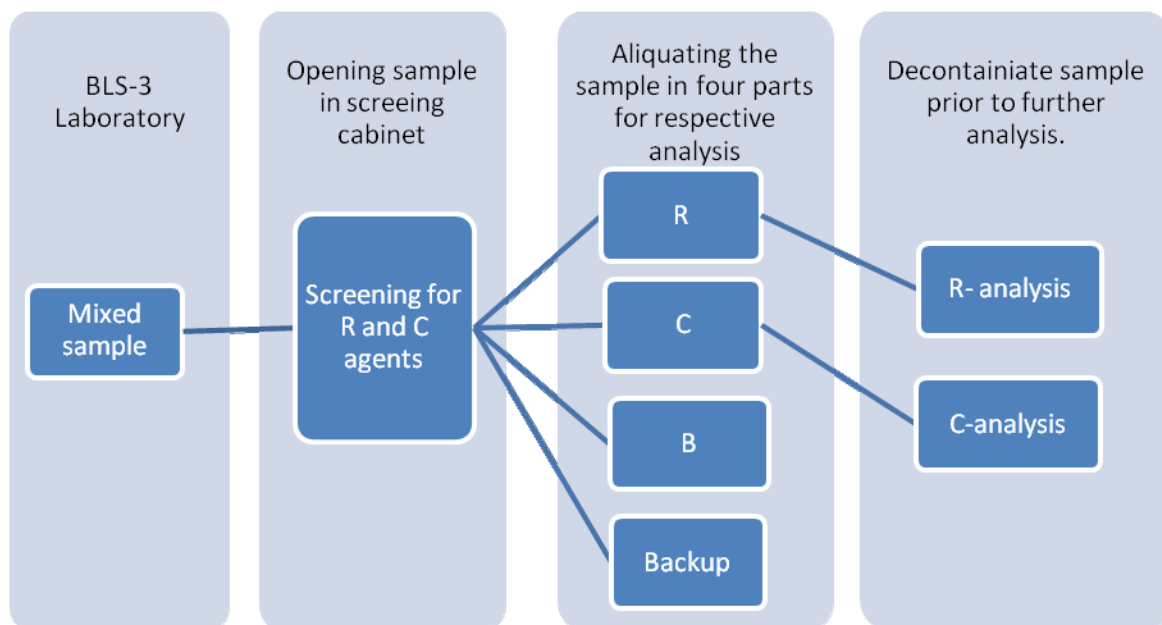 BLS-3
Laboratory
Mixed
sample
Opening sample
in screeing
cabinet
Screening for
R and C
agents
Aliquating the
sample in four parts
for respective
analysis
R
C
B
Backup
Decontainiate sample
prior to further
analysis.
R- analysis
C-analysis